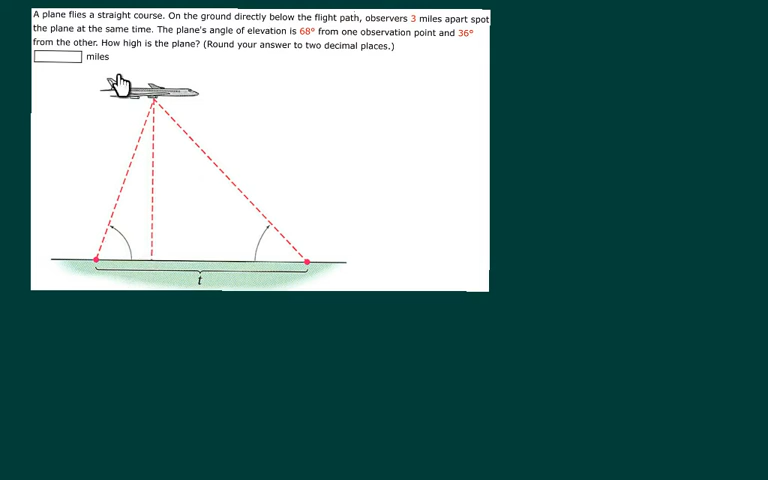 A plane flies a straight course. On the ground directly below the flight path, observers 3 miles apart spot
the plane at the same time. The plane's angle of elevation is 68° from one observation point and 36°
from the other. How high is the plane? (Round your answer to two decimal places.)
miles
t